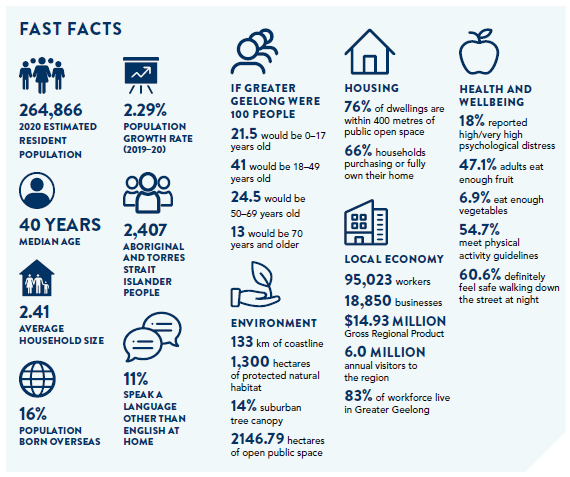 FAST FACTS
264,866
2020 ESTIMATED
RESIDENT
POPULATION
40 YEARS
MEDIAN AGE
2.41
AVERAGE
HOUSEHOLD SIZE
16%
POPULATION
BORN OVERSEAS
2.29%
POPULATION
GROWTH RATE
(2019–20)
2,407
ABORIGINAL
AND TORRES
STRAIT
ISLANDER
PEOPLE
11%
SPEAK A
LANGUAGE
OTHER THAN
ENGLISH AT
HOME
IF GREATER
GEELONG WERE
100 PEOPLE
21.5 would be 0–17
years old
41 would be 18–49
years old
24.5 would be
50–69 years old
13 would be 70
years and older
ENVIRONMENT
133 km of coastline
1,300 hectares
of protected natural
habitat
14% suburban
tree canopy
2146.79 hectares
of open public space
HOUSING
76% of dwellings are
within 400 metres of
public open space
66% households
purchasing or fully
own their home
LOCAL ECONOMY
95,023 workers
18,850 businesses
$14.93 MILLION
Gross Regional Product
6.0 MILLION
annual visitors to
the region
83% of workforce live
in Greater Geelong
HEALTH AND
WELLBEING
18% reported
high/very high
psychological distress
47.1% adults eat
enough fruit
6.9% eat enough
vegetables
54.7%
meet physical
activity guidelines
60.6% definitely
feel safe walking down
the street at night